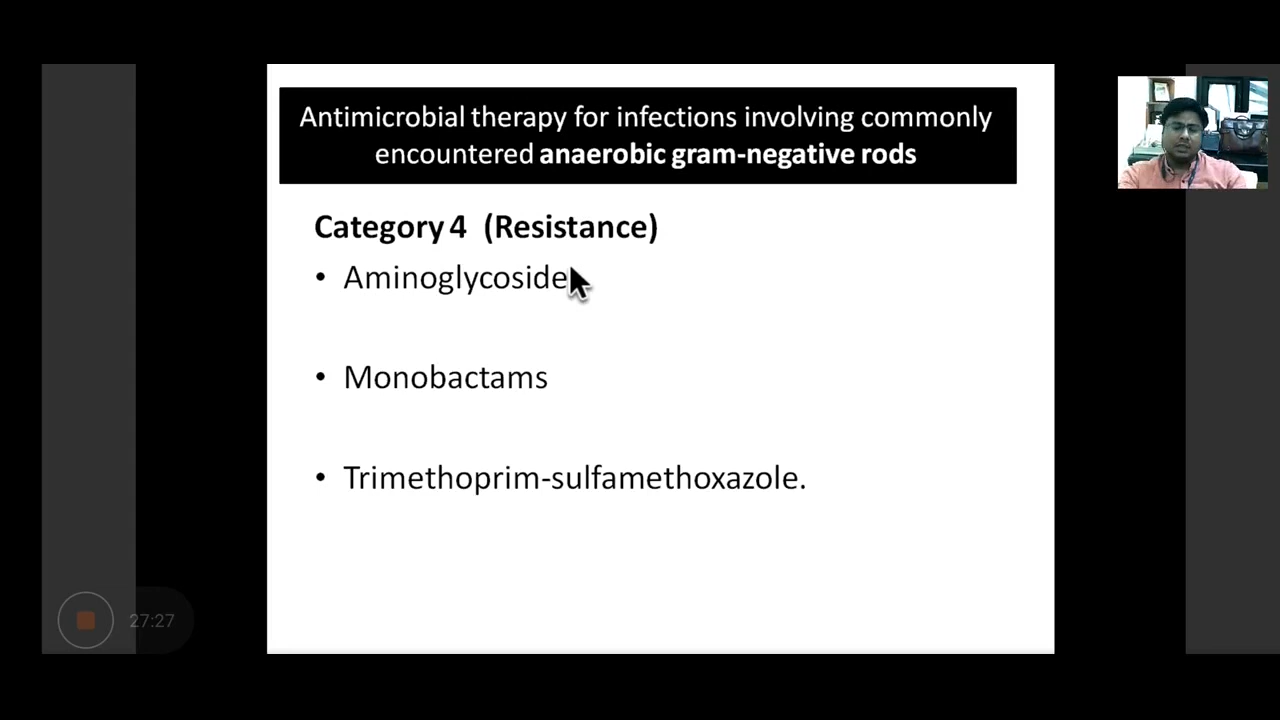 Antimicrobial therapy for infections involving commonly
encountered anaerobic gram-negative rods
Category 4 (Resistance)
• Aminoglycoside
• Monobactams
• Trimethoprim-sulfamethoxazole.
27:27